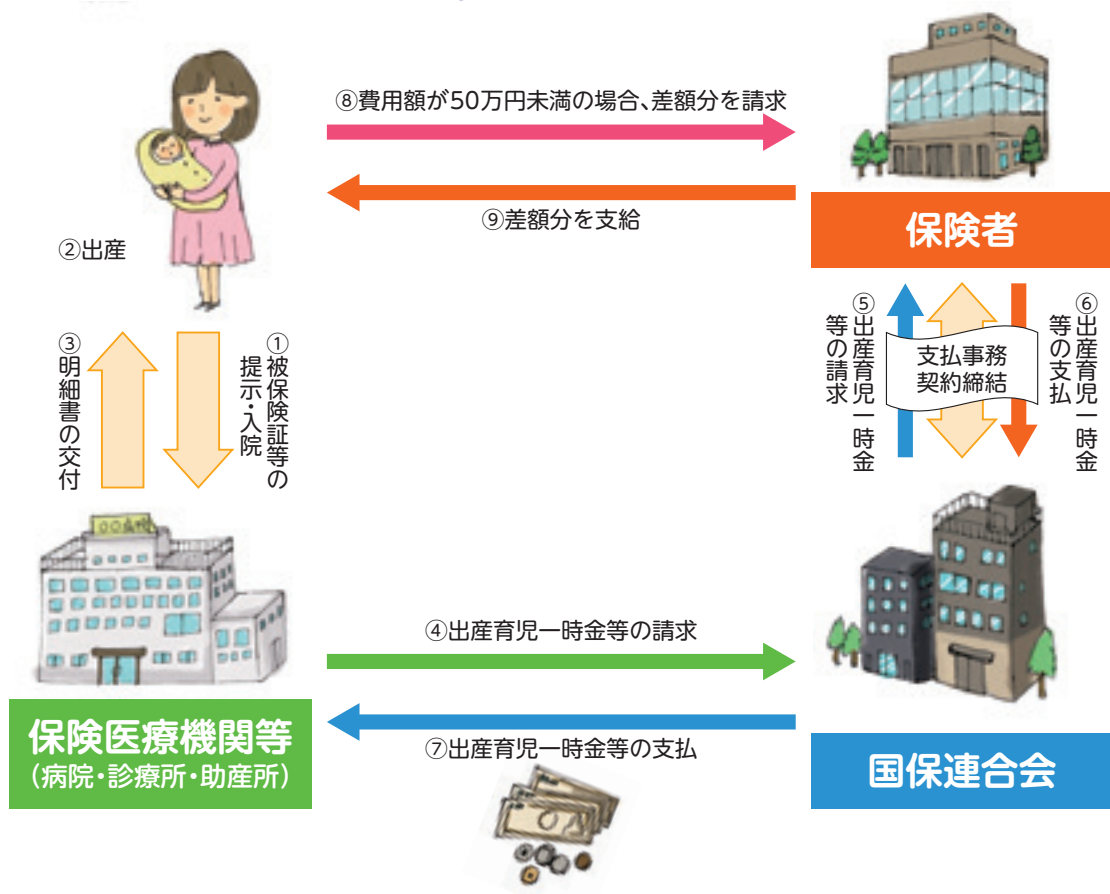 ⑧費用額が50万円未満の場合、差額分を請求
⑨差額分を支給
保険者
②出産
③明細書の交付
①被保険証等の
提示・入院
⑤出産育児一時金
等の請求
支払事務
契約締結
⑥出産育児一時金
等の支払
〇〇病院
④出産育児一時金等の請求
⑦出産育児一時金等の支払
保険医療機関等
(病院・診療所・助産所)
国保連合会